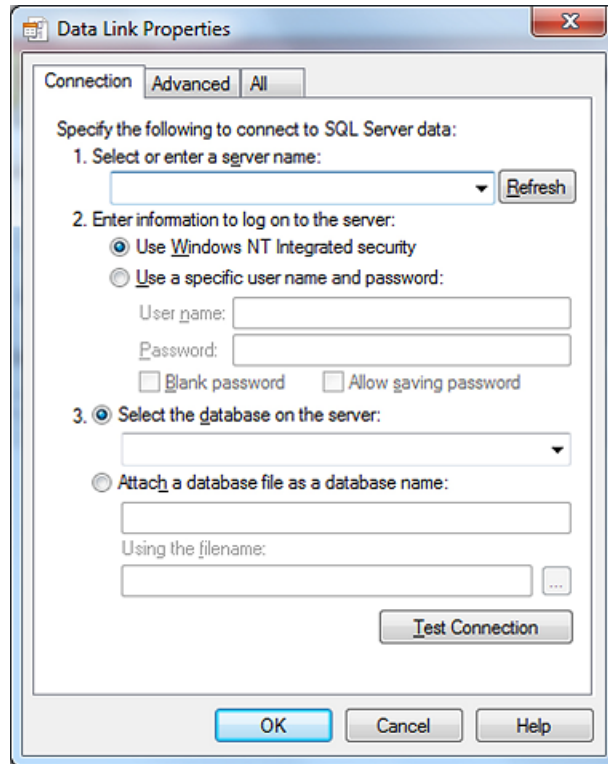 Data Link Properties
Connection Advanced All
Specify the following to connect to SQL Server data:
1. Select or enter a server name:
Refresh
2. Enter information to log on to the server:
Use Windows NT Integrated security
Use a specific user name and password:
User name:
Password:
Blank password Allow saving password
3. Select the database on the server:
Attach a database file as a database name:
Using the filename:
...
Test Connection
OK Cancel Help